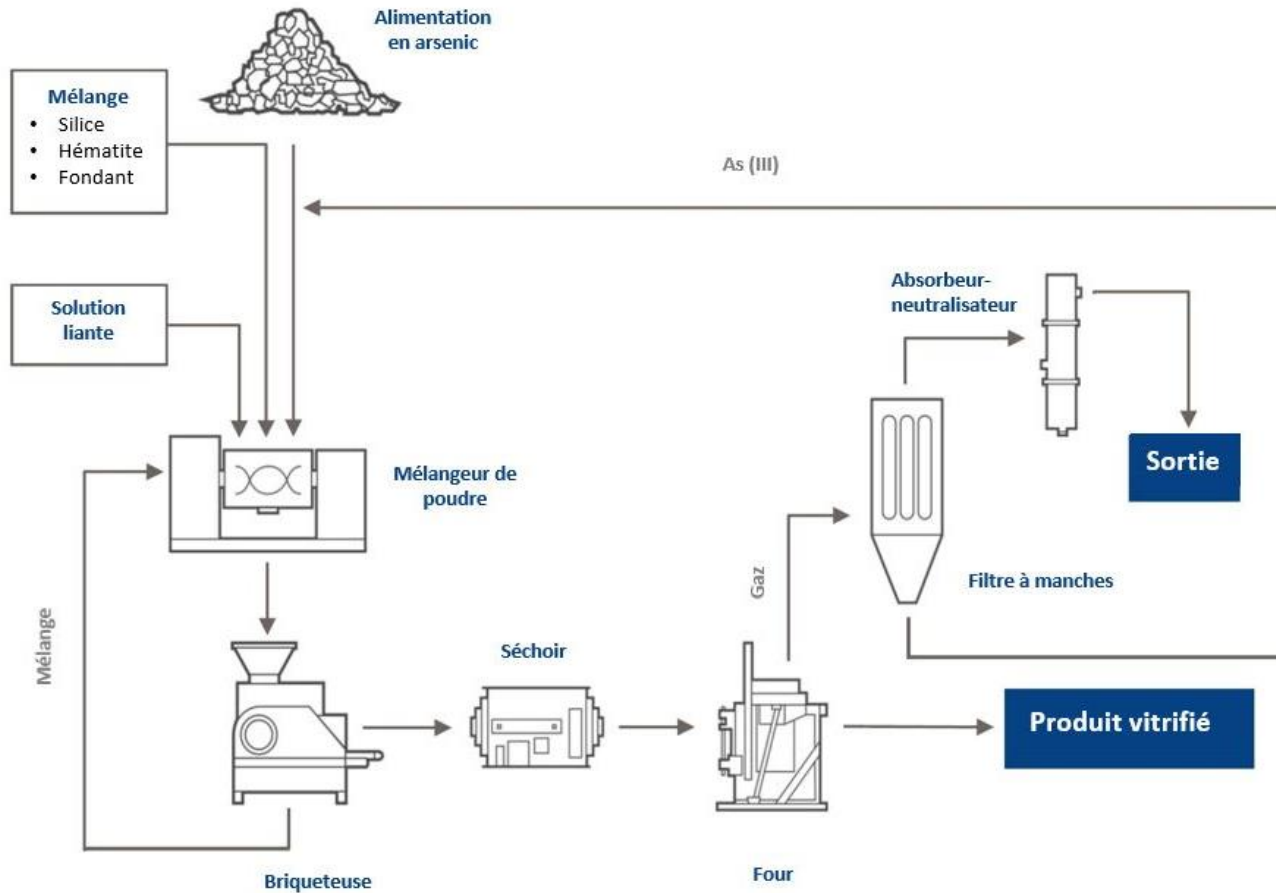 Alimentation
en arsenic
Mélange
• Silice
• Hématite
• Fondant
As (III)
Solution
liante
Absorbeur-
neutralisateur
Sortie
Mélangeur de
poudre
Filtre à manches
Gaz
Mélange
Séchoir
Produit vitrifié
Briqueteuse
Four